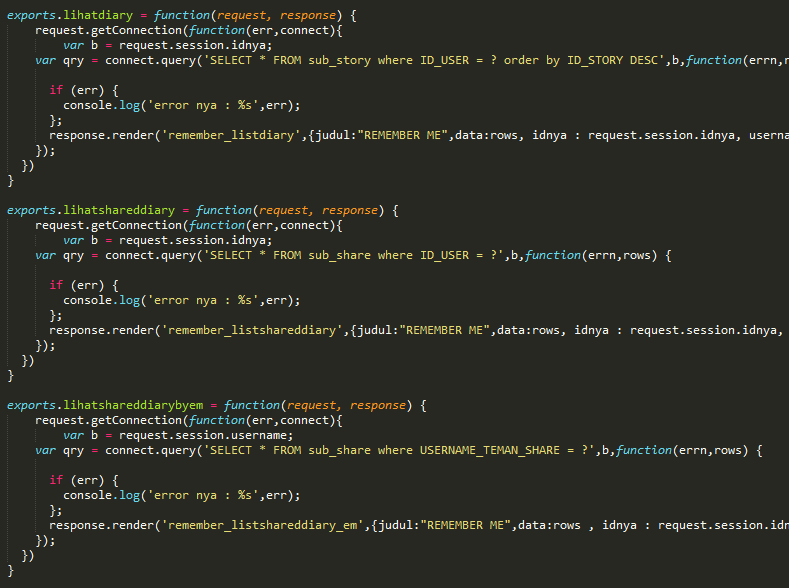 exports.lihatdiary = function(request, response) {
    request.getConnection(function(err,connect){
        var b = request.session.idnya;
    var qry = connect.query('SELECT * FROM sub_story where ID_USER = ? order by ID_STORY DESC',b,function(errn,r
      if (err) {
        console.log('error nya : %s',err);
      };
      response.render('remember_listdiary',{judul:"REMEMBER ME",data:rows, idnya : request.session.idnya, userna
    });
  })
}
exports.lihatshareddiary = function(request, response) {
    request.getConnection(function(err,connect){
        var b = request.session.idnya;
    var qry = connect.query('SELECT * FROM sub_share where ID_USER = ?',b,function(errn,rows) {
      if (err) {
        console.log('error nya : %s',err);
      };
      response.render('remember_listshareddiary',{judul:"REMEMBER ME",data:rows, idnya : request.session.idnya,
    });
  })
}
exports.lihatshareddiarybyem = function(request, response) {
    request.getConnection(function(err,connect){
        var b = request.session.username;
    var qry = connect.query('SELECT * FROM sub_share where USERNAME_TEMAN_SHARE = ?',b,function(errn,rows) {
      if (err) {
        console.log('error nya : %s',err);
      };
      response.render('remember_listshareddiary_em',{judul:"REMEMBER ME",data:rows , idnya : request.session.idn
    });
  })
}